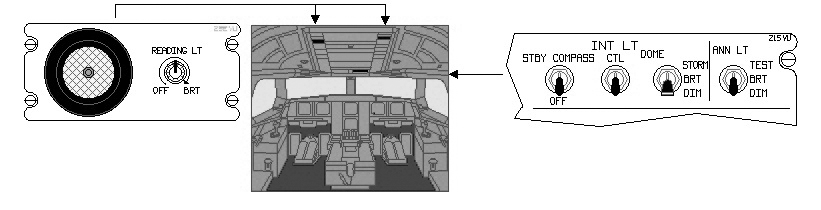 READING LT
OFF BRT
215VU
INT LT
ANN LT
STBY COMPASS CTL DOME
STORM
BRT
DIM
TEST
BRT
DIM
OFF